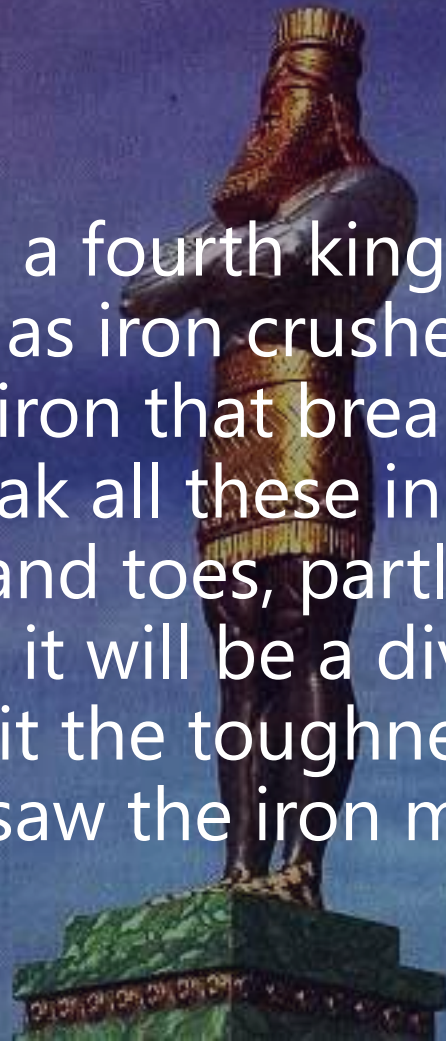 a fourth king
as iron crushe
iron that brea
ak all these in
and toes, partl
it will be a div
it the toughne
saw the iron m